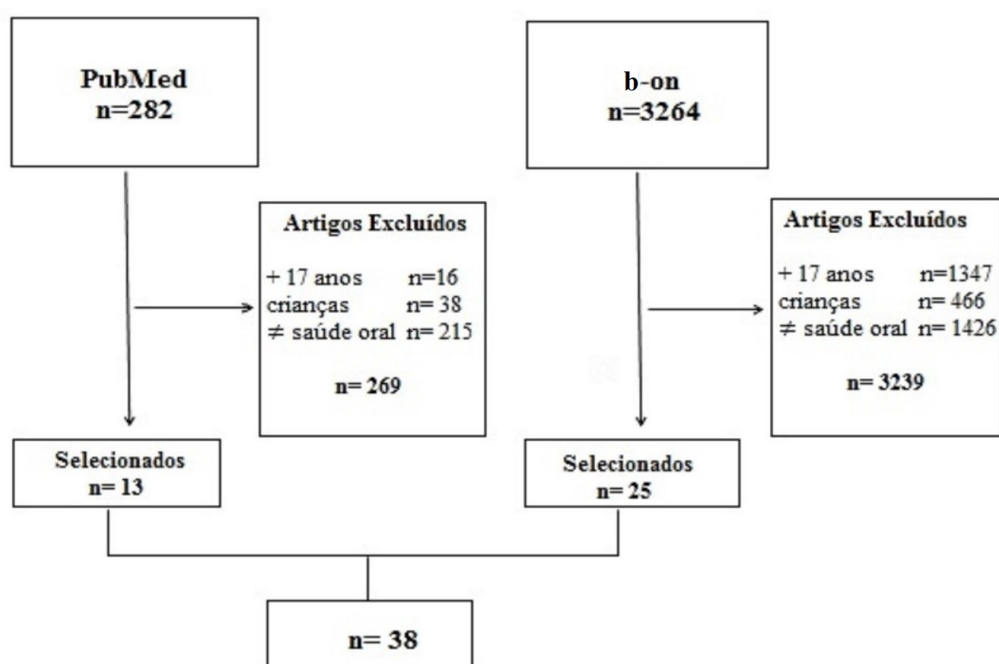 PubMed
n=282
b-on
n=3264
Artigos Excluídos
+ 17 anos n=16
crianças n= 38
≠ saúde oral n= 215
n= 269
Artigos Excluídos
+ 17 anos n=1347
crianças n= 466
≠ saúde oral n= 1426
n= 3239
Selecionados
n= 13
Selecionados
n= 25
n= 38